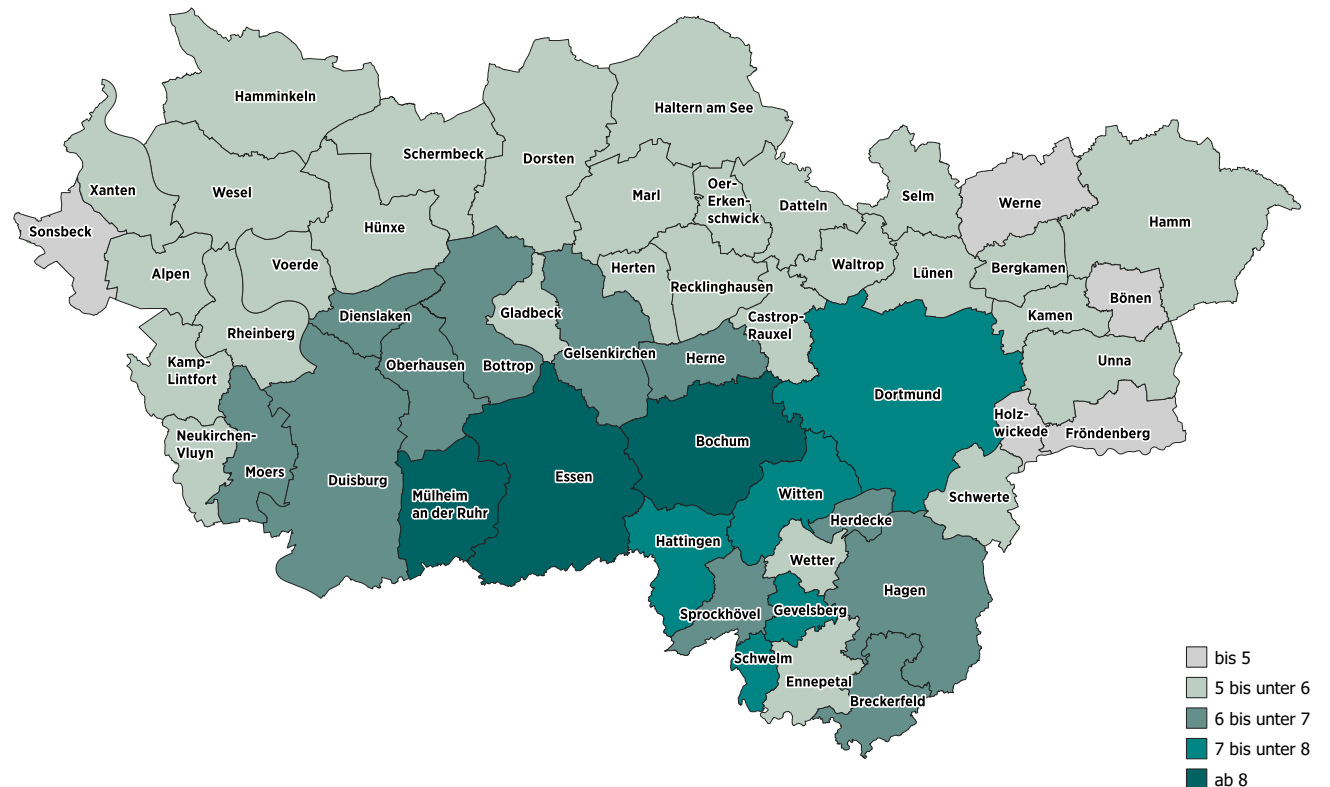 Hamminkeln
Haltern am See
Schermbeck
Dorsten
Xanten
Wesel
Marl
Oer-
Erken-
schwick
Datteln
Selm
Werne
Hamm
Sonsbeck
Hünxe
Alpen
Voerde
Herten
Recklinghausen
Waltrop
Lünen
Bergkamen
Bönen
Rheinberg
Dienslaken
Gladbeck
Castrop-
Rauxel
Kamen
Kamp-
Lintfort
Oberhausen
Bottrop
Gelsenkirchen
Herne
Unna
Dortmund
Holz-
wickede
Fröndenberg
Neukirchen-
Vluyn
Moers
Duisburg
Mülheim
an der Ruhr
Essen
Bochum
Witten
Schwerte
Hattingen
Herdecke
Wetter
Hagen
Sprockhövel
Gevelsberg
Schwelm
Ennepetal
Breckerfeld
bis 5
5 bis unter 6
6 bis unter 7
7 bis unter 8
ab 8